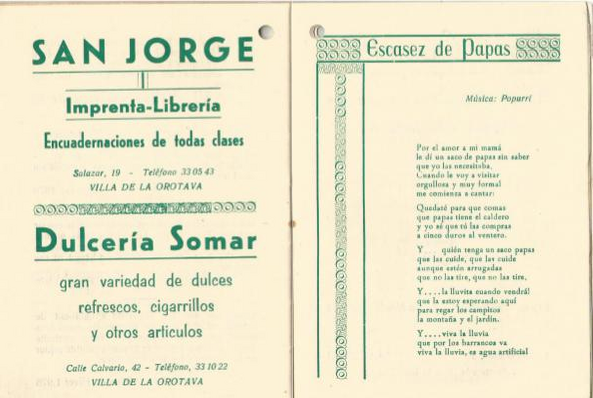 SAN JORGE
Imprenta-Librería
Encuadernaciones de todas clases
Salazar, 19 - Teléfono 33 05 43
VILLA DE LA OROTAVA
Dulcería Somar
gran variedad de dulces
refrescos, cigarrillos
y otros artículos
Calle Calvario, 42 - Teléfono, 33 10 22
VILLA DE LA OROTAVA
Escasez de Papas
Música: Poparrí
Por el amor a mi mamá
le dí un saco de papas sin saber
que yo las necesitaba,
Cuando le voy a visitar
orgullosa y muy formal
me comienza a cantar:
Quedaté para que comas
que papas tiene el caldero
y yo sé que tú las compras
a cinco duros al ventero.
Y.... quién tenga un saco papas
que las cuide, que las cuide
aunque estén arrugadas
que no las tire, que no las tire.
Y....la lluvita cuando vendrá!
que la estoy esperando aquí
para regar los campitos
la montaña y el jardín.
Y....viva la lluvia
que por los barrancos va
viva la lluvia, es agua artificial